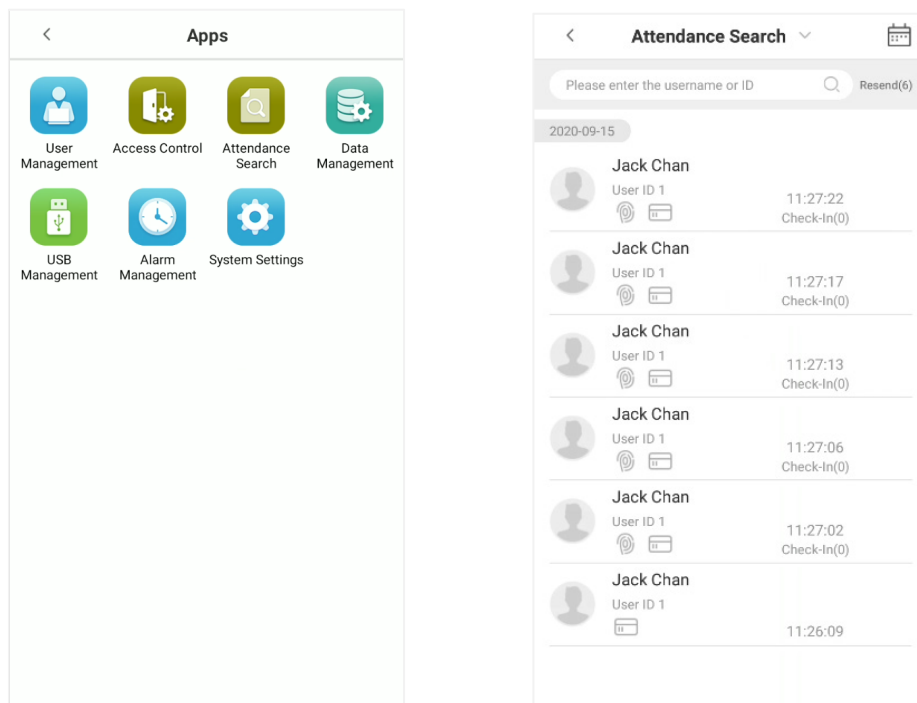 Apps
User
Management
Access Control
Attendance
Search
Data
Management
USB
Management
Alarm
Management
System Settings
Attendance Search
Please enter the username or ID
Resend(6)
2020-09-15
Jack Chan
User ID 1
11:27:22
Check-In(0)
Jack Chan
User ID 1
11:27:17
Check-In(0)
Jack Chan
User ID 1
11:27:13
Check-In(0)
Jack Chan
User ID 1
11:27:06
Check-In(0)
Jack Chan
User ID 1
11:27:02
Check-In(0)
Jack Chan
User ID 1
11:26:09